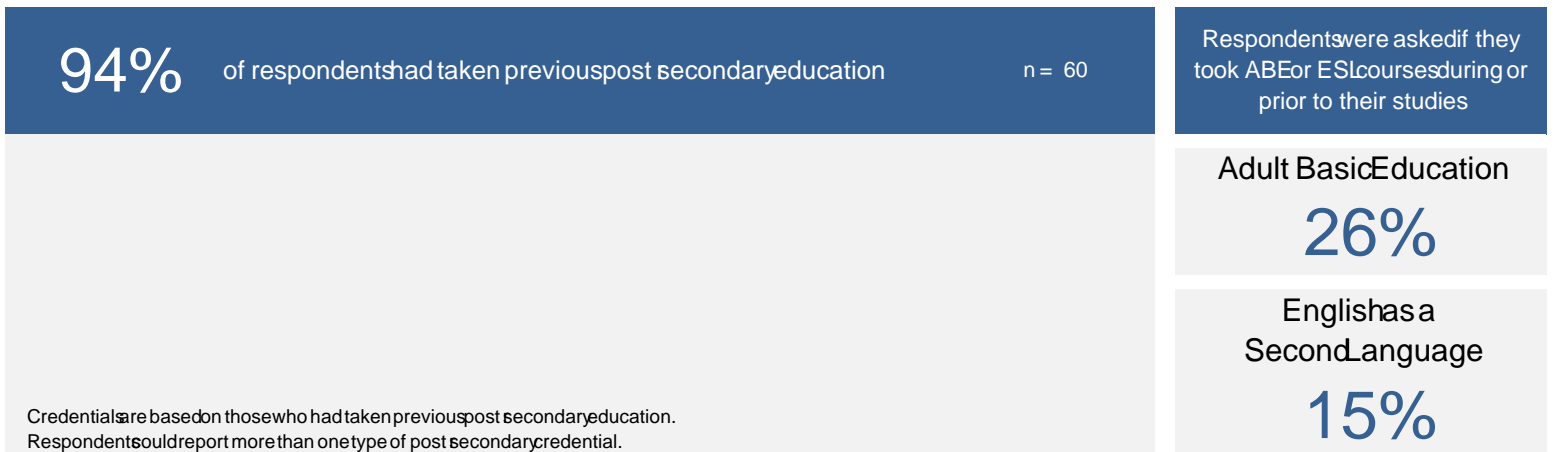 94% of respondents had taken previous post secondary education n = 60
Credentials are based on those who had taken previous post secondary education.
Respondents could report more than one type of post secondary credential.
Respondents were asked if they
took ABE or ESL courses during or
prior to their studies
Adult Basic Education
26%
English as a
Second Language
15%